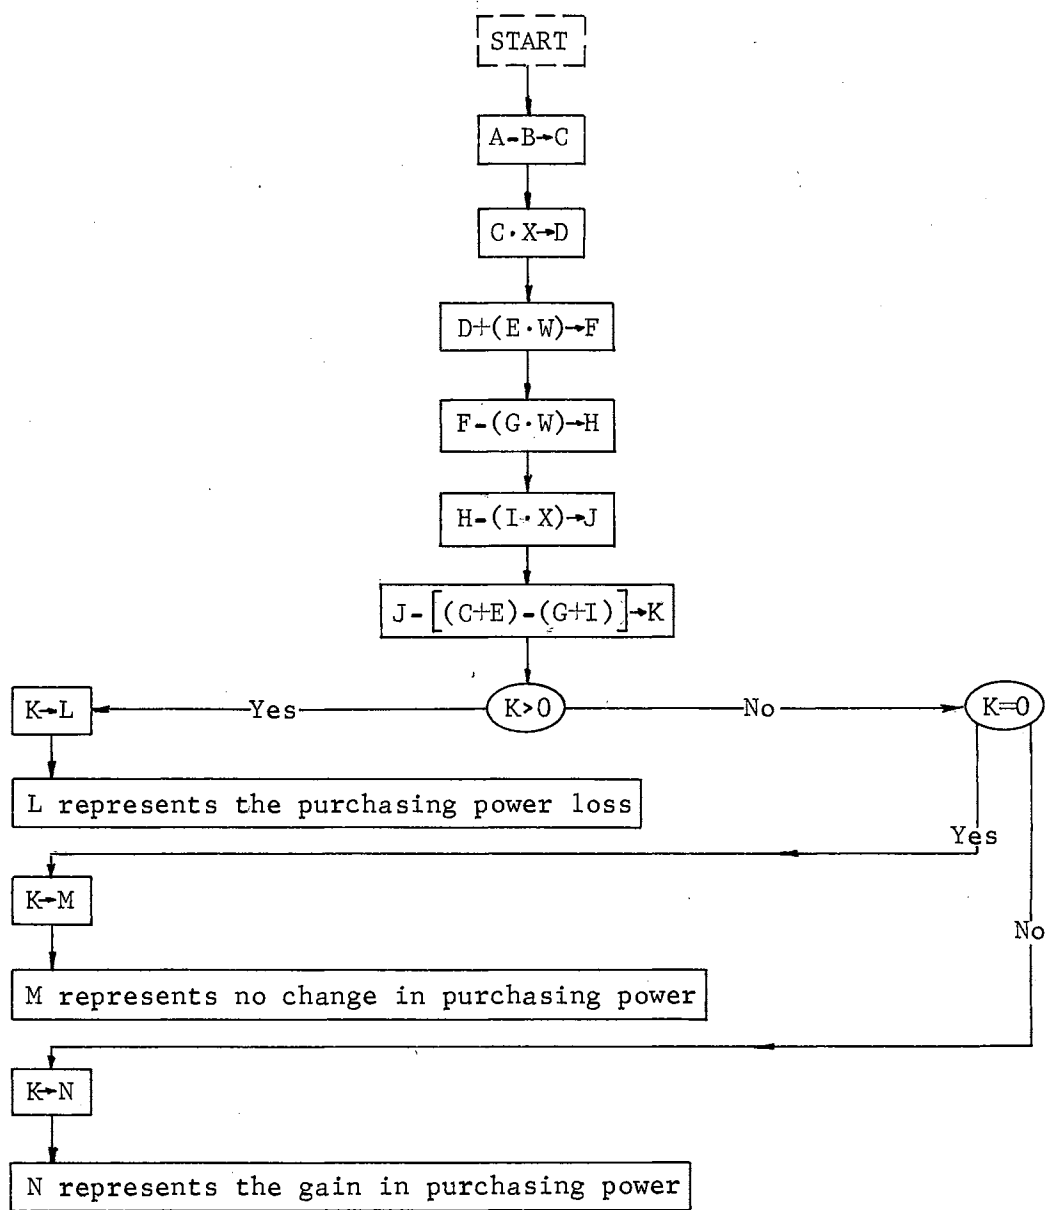 START
A-B→C
C·X→D
D+(E·W)→F
F-(G·W)→H
H-(I·X)→J
J-[(C+E)-(G+I)]→K
K→L
Yes
K>0
No
K=0
L represents the purchasing power loss
Yes
K→M
No
M represents no change in purchasing power
K→N
N represents the gain in purchasing power